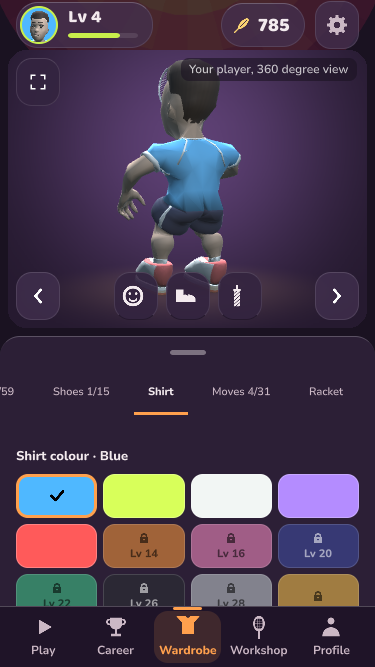 Lv 4
785
Your player, 360 degree view
/59
Shoes 1/15
Shirt
Moves 4/31
Racket
Shirt colour · Blue
Lv 14
Lv 16
Lv 20
Lv 22
Lv 26
Lv 28
Play
Career
Wardrobe
Workshop
Profile